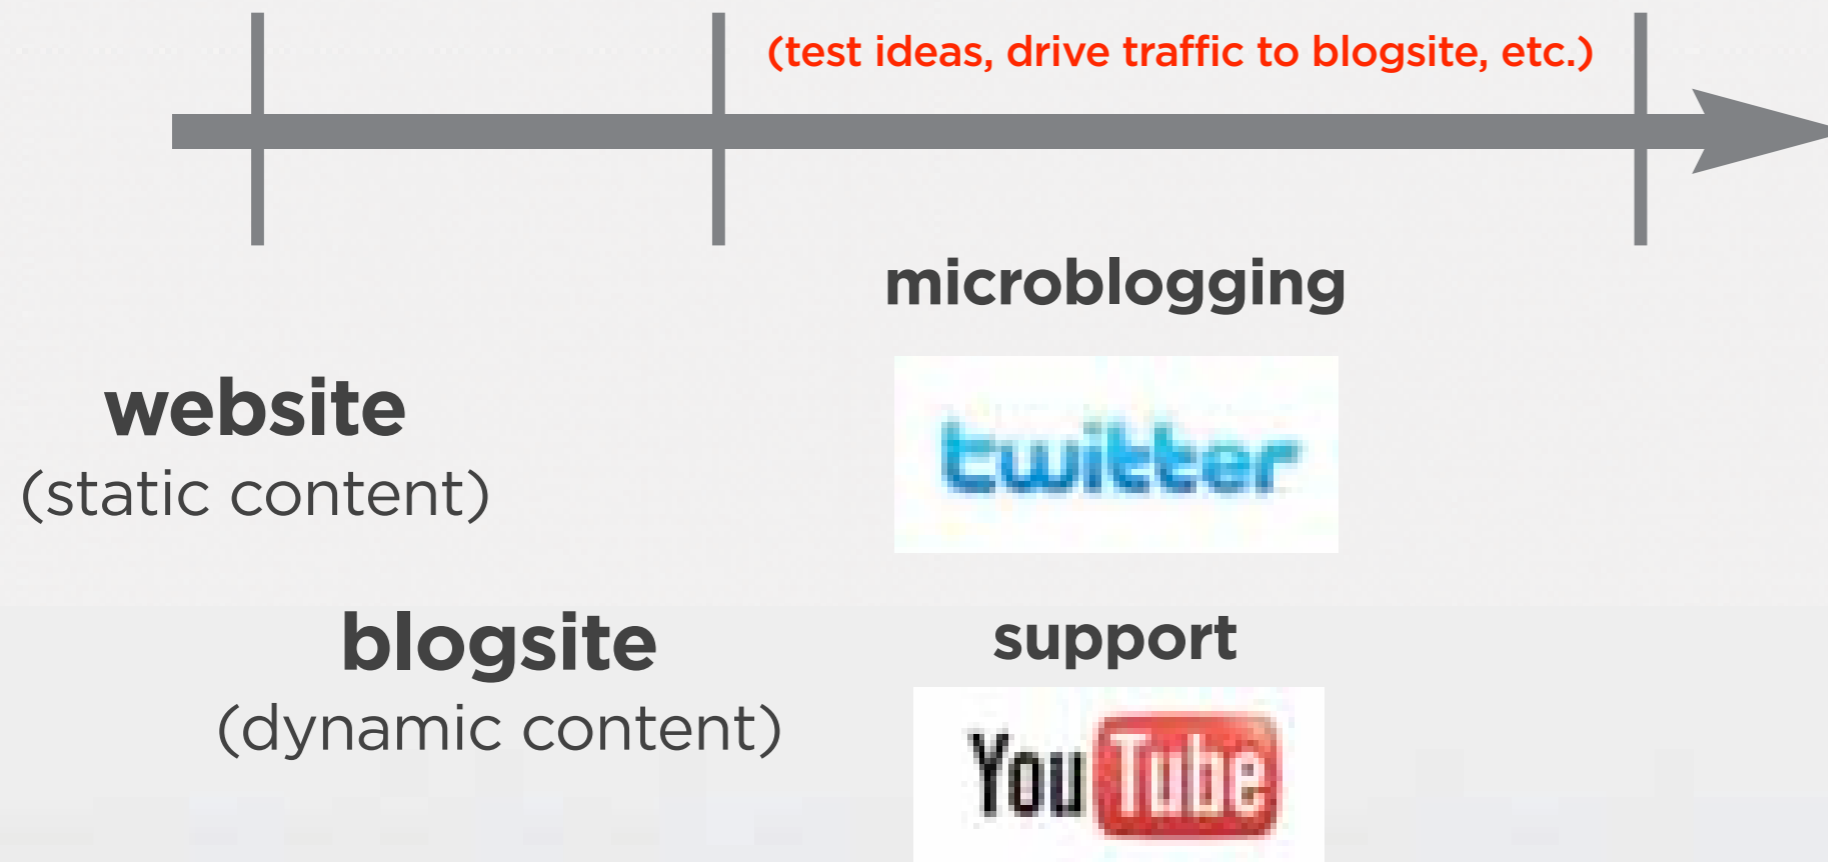 (test ideas, drive traffic to blogsite, etc.)
microblogging
website
(static content)
twitter
blogsite
(dynamic content)
support
YouTube